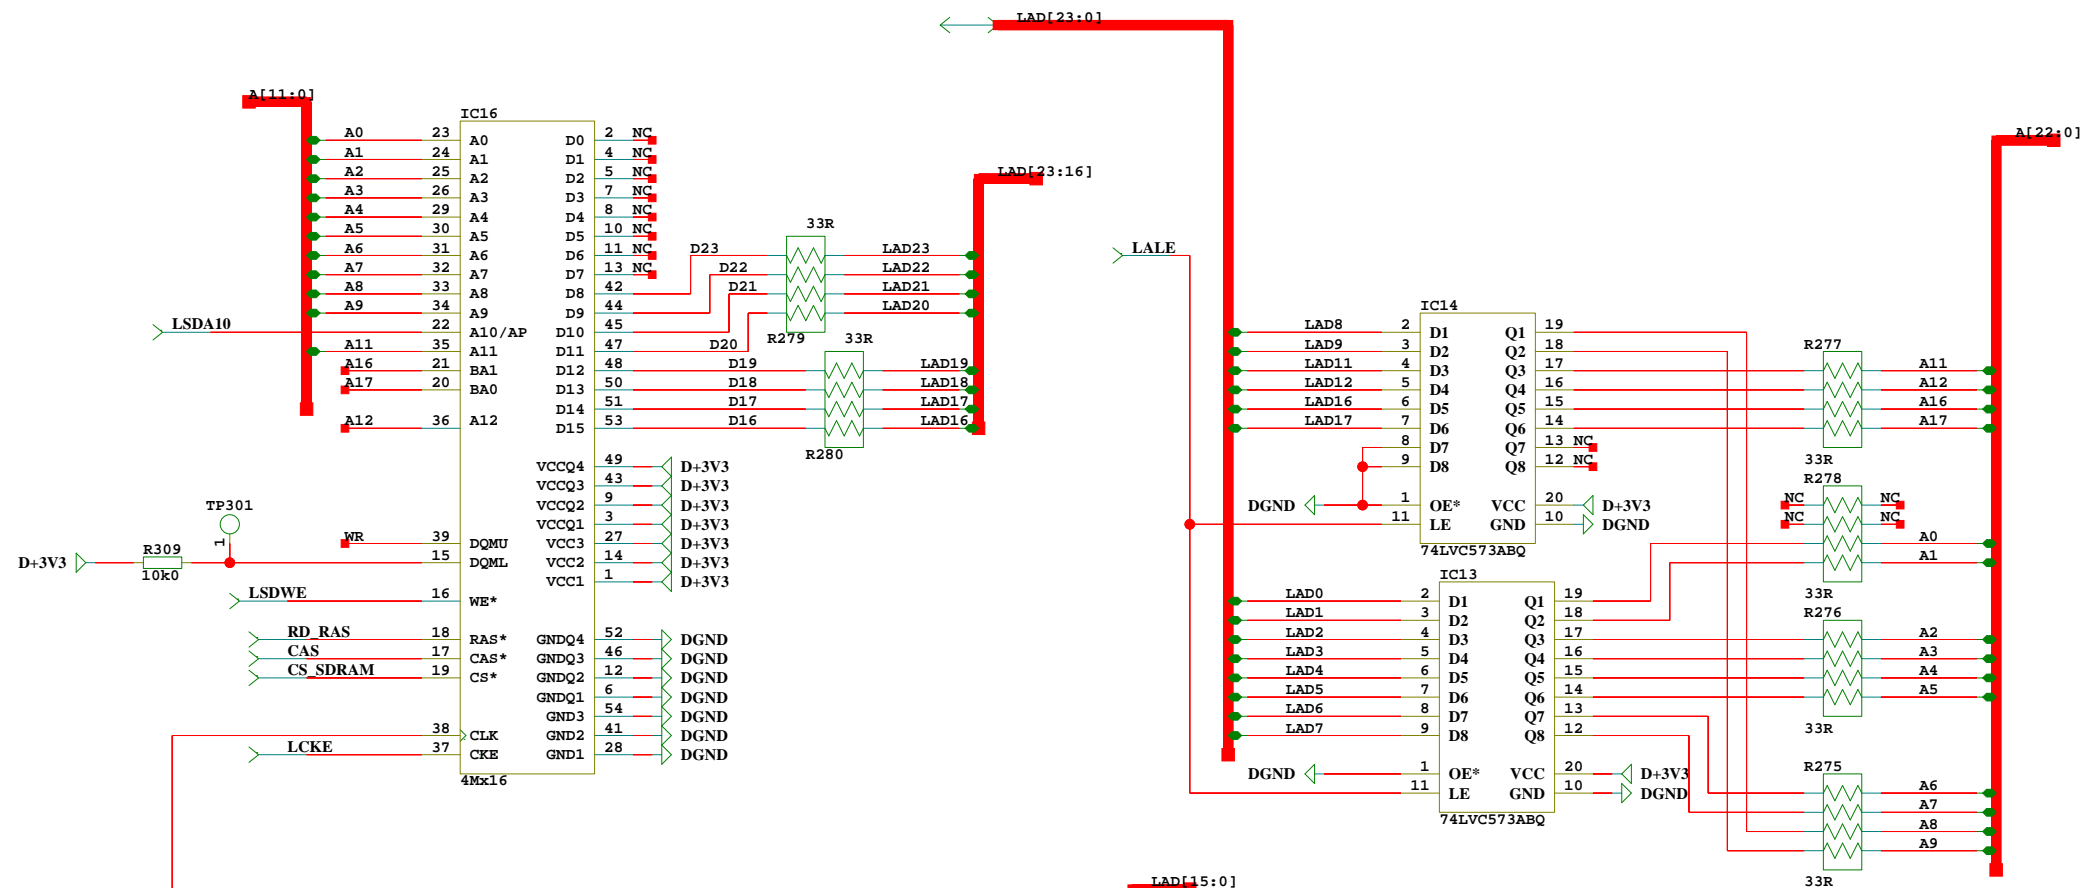 LAD[23:0]
A[11:0]
A[22:0]
LAD[23:16]
IC16
A0 23 A0 D0 2 NC
A1 24 A1 D1 4 NC
A2 25 A2 D2 5 NC
A3 26 A3 D3 7 NC
A4 29 A4 D4 8 NC
A5 30 A5 D5 10 NC
A6 31 A6 D6 11 NC
A7 32 A7 D7 13 NC
A8 33 A8 D8 42
A9 34 A9 D9 44
LSDA10 22 A10/AP D10 45
A11 35 A11 D11 47
A16 21 BA1 D12 48
A17 20 BA0 D13 50
D14 51
A12 36 A12 D15 53
VCCQ4 49 D+3V3
VCCQ3 43 D+3V3
VCCQ2 9 D+3V3
VCCQ1 3 D+3V3
WR 39 DQMU VCC3 27 D+3V3
15 DQML VCC2 14 D+3V3
VCC1 1 D+3V3
TP301
1
D+3V3 R309
10k0
LSDWE 16 WE*
RD_RAS 18 RAS* GNDQ4 52 DGND
CAS 17 CAS* GNDQ3 46 DGND
CS_SDRAM 19 CS* GNDQ2 12 DGND
GNDQ1 6 DGND
GND3 54 DGND
38 CLK GND2 41 DGND
LCKE 37 CKE GND1 28 DGND
4Mx16
33R
D23 LAD23
D22 LAD22
D21 LAD21
D20 LAD20
R279
33R
D19 LAD19
D18 LAD18
D17 LAD17
D16 LAD16
R280
LALE
IC14
LAD8 2 D1 Q1 19
LAD9 3 D2 Q2 18
LAD11 4 D3 Q3 17
LAD12 5 D4 Q4 16
LAD16 6 D5 Q5 15
LAD17 7 D6 Q6 14
8 D7 Q7 13 NC
9 D8 Q8 12 NC
DGND 1 OE* VCC 20 D+3V3
11 LE GND 10 DGND
74LVC573ABQ
R277
A11
A12
A16
A17
33R
R278
NC NC
NC NC
A0
A1
33R
IC13
LAD0 2 D1 Q1 19
LAD1 3 D2 Q2 18
LAD2 4 D3 Q3 17
LAD3 5 D4 Q4 16
LAD4 6 D5 Q5 15
LAD5 7 D6 Q6 14
LAD6 8 D7 Q7 13
LAD7 9 D8 Q8 12
DGND 1 OE* VCC 20 D+3V3
11 LE GND 10 DGND
74LVC573ABQ
R276
A2
A3
A4
A5
33R
R275
A6
A7
A8
A9
33R
LAD[15:0]